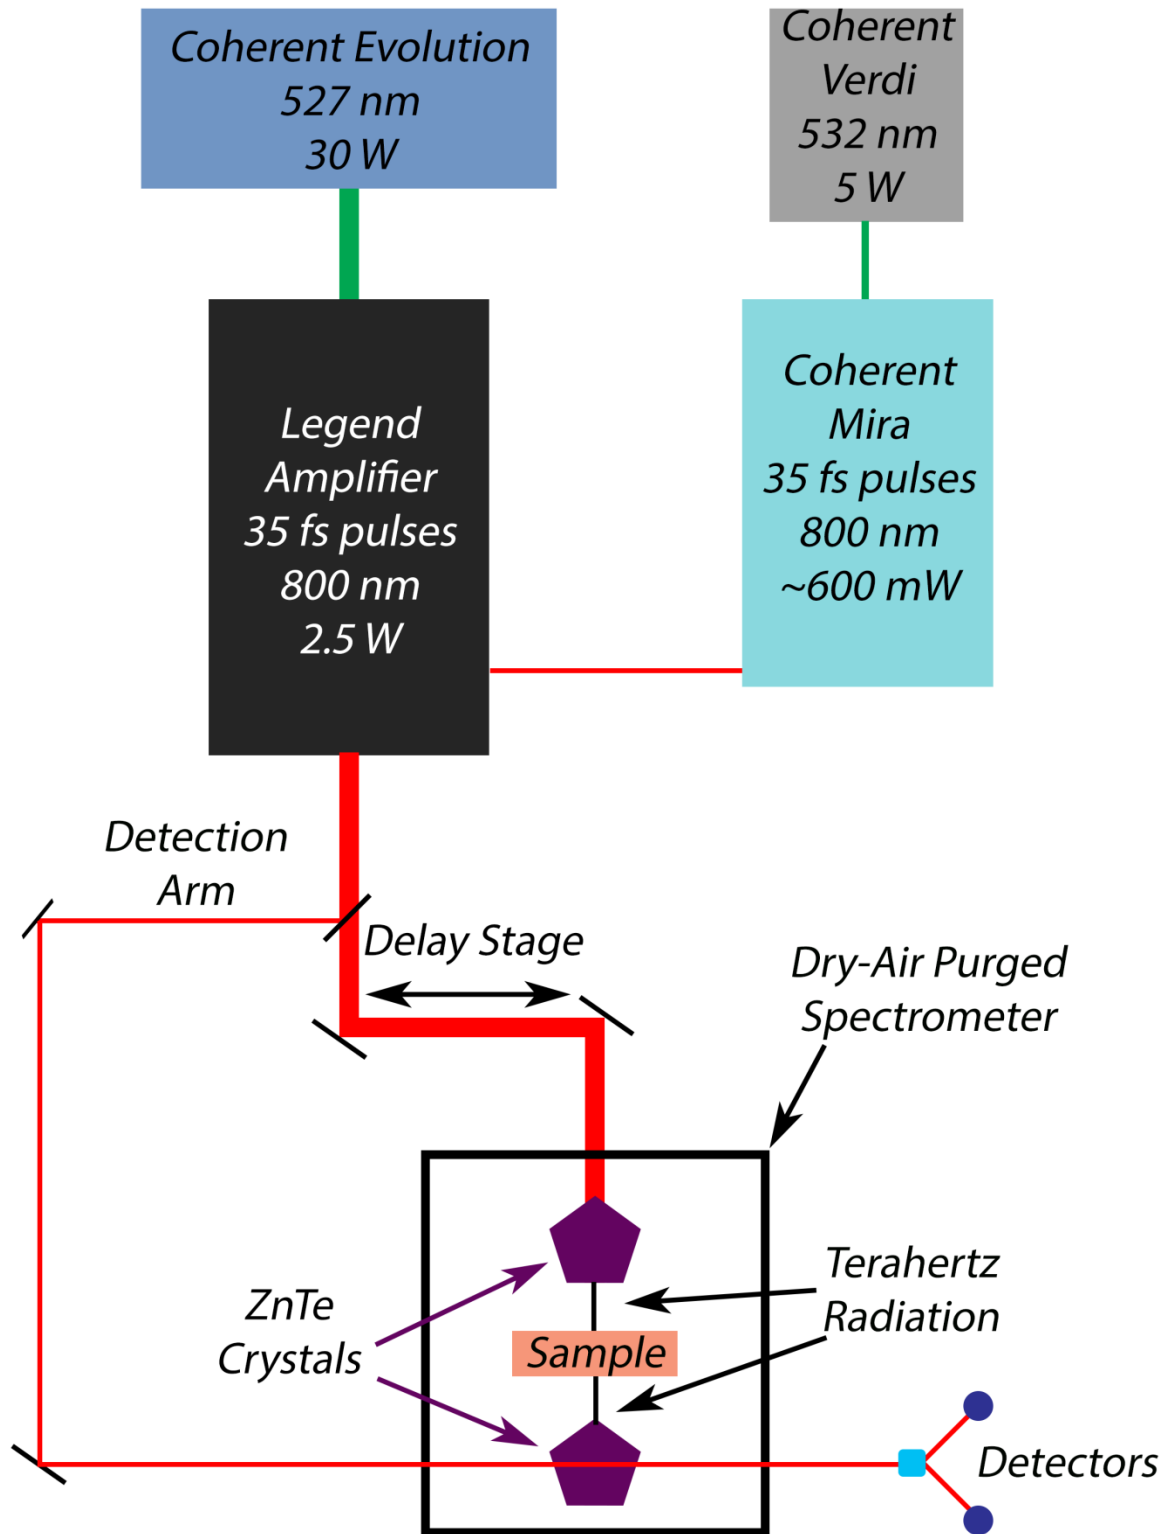 Coherent Evolution
527 nm
30 W
Coherent
Verdi
532 nm
5 W
Legend
Amplifier
35 fs pulses
800 nm
2.5 W
Coherent
Mira
35 fs pulses
800 nm
~600 mW
Detection
Arm
Delay Stage
Dry-Air Purged
Spectrometer
ZnTe
Crystals
Terahertz
Radiation
Sample
Detectors